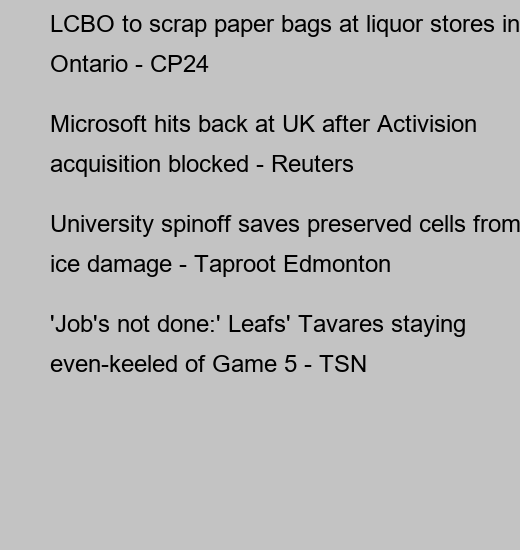 LCBO to scrap paper bags at liquor stores in
Ontario - CP24
Microsoft hits back at UK after Activision
acquisition blocked - Reuters
University spinoff saves preserved cells from
ice damage - Taproot Edmonton
'Job's not done:' Leafs' Tavares staying
even-keeled of Game 5 - TSN